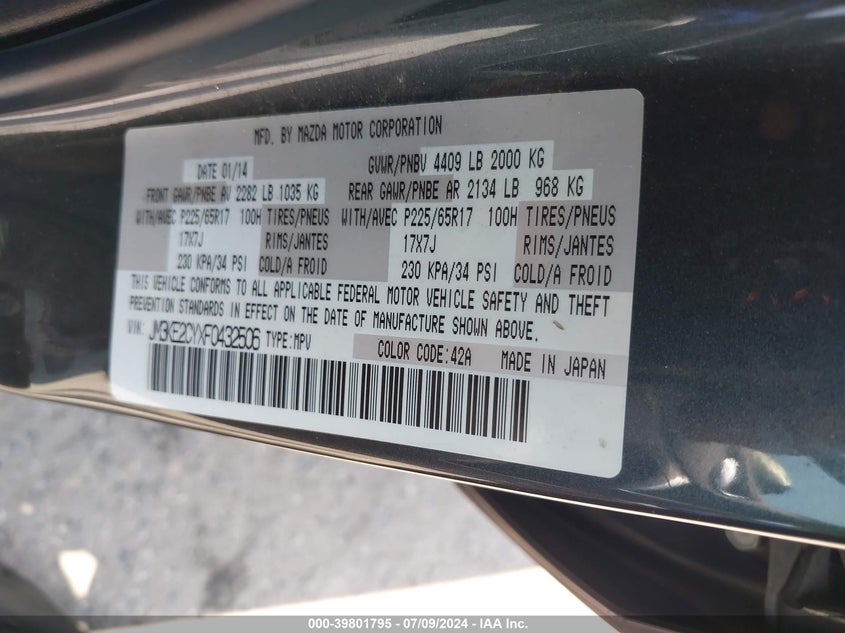 MFD. BY MAZDA MOTOR CORPORATION
DATE 01/14 GVWR/PNBV 4409 LB 2000 KG
FRONT GAWR/PNBE AV 2282 LB 1035 KG REAR GAWR/PNBE AR 2134 LB 968 KG
WITH/AVEC P225/65R17 100H TIRES/PNEUS WITH/AVEC P225/65R17 100H TIRES/PNEUS
17X7J RIMS/JANTES 17X7J RIMS/JANTES
230 KPA/34 PSI COLD/A FROID 230 KPA/34 PSI COLD/A FROID
THIS VEHICLE CONFORMS TO ALL APPLICABLE FEDERAL MOTOR VEHICLE SAFETY AND THEFT
PREVENTION STANDARDS IN EFFECT ON THE DATE OF MANUFACTURE SHOWN ABOVE.
VIN: JM3KE2CYXF0432506 TYPE:MPV
COLOR CODE:42A MADE IN JAPAN
000-39801795 - 07/09/2024 - IAA Inc.